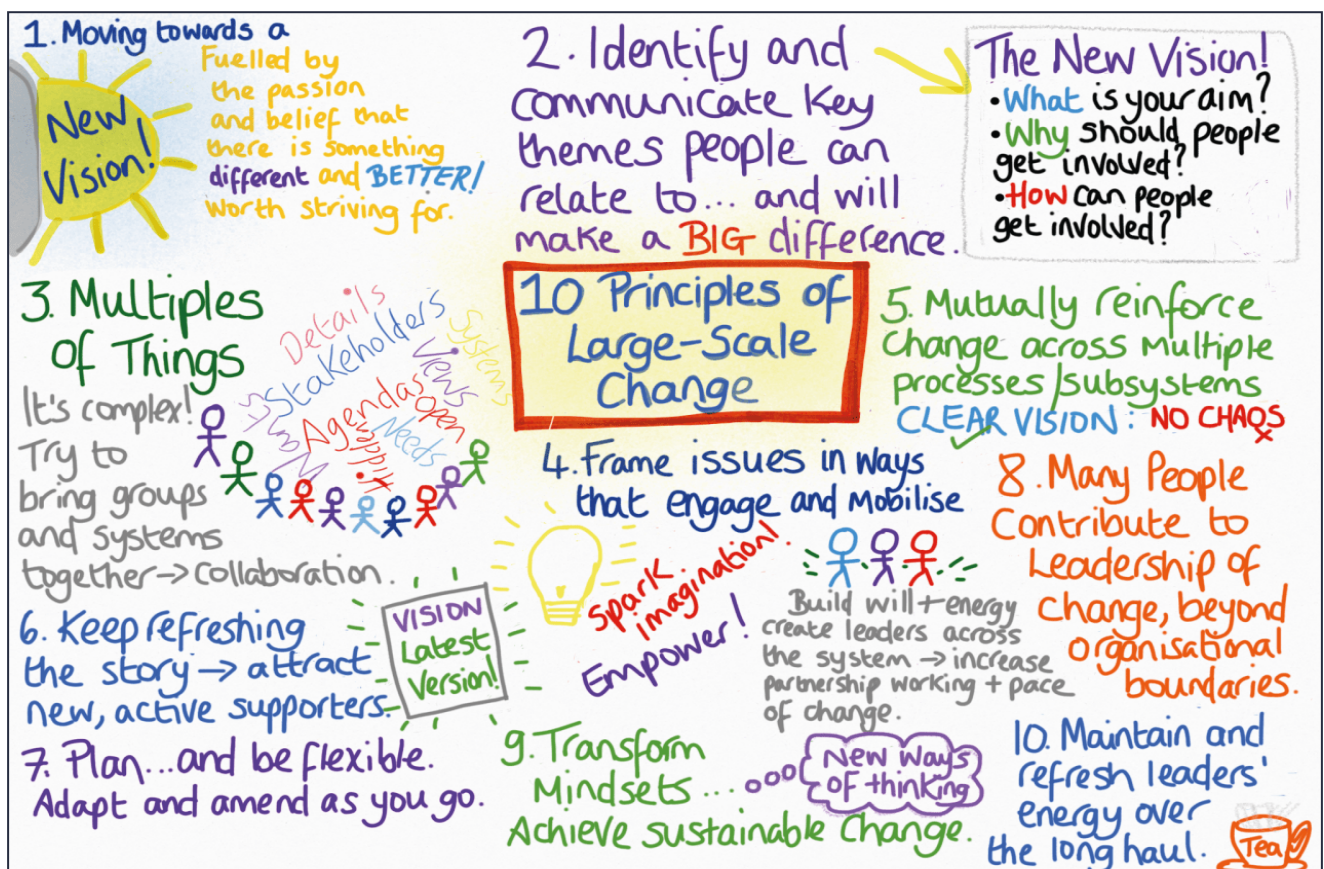 1. Moving towards a
New
Vision!
Fuelled by
the passion
and belief that
there is something
different and BETTER!
worth striving for.
2. Identify and
communicate key
themes people can
relate to... and will
make a BIG difference.
The New Vision!
•What is your aim?
•Why should people
get involved?
•How can people
get involved?
10 Principles of
Large-Scale
Change
3. Multiples
of Things
It's complex!
Try to
bring groups
and systems
together → collaboration.
Details
Stakeholders
Systems
Views
Agendas
Open
Needs
Hidden
Wants
4. Frame issues in ways
that engage and mobilise
Spark
imagination!
Empower!
Build will + energy
create leaders across
the system → increase
partnership working + pace
of change.
5. Mutually reinforce
Change across multiple
processes/subsystems
CLEAR VISION: NO CHAOS
6. Keep refreshing
the story → attract
new, active supporters.
VISION
Latest
Version!
7. Plan...and be flexible.
Adapt and amend as you go.
8. Many People
Contribute to
Leadership of
change, beyond
organisational
boundaries.
9. Transform
Mindsets ...
New ways
of thinking
Achieve sustainable Change.
10. Maintain and
refresh leaders'
energy over
the long haul.
Tea